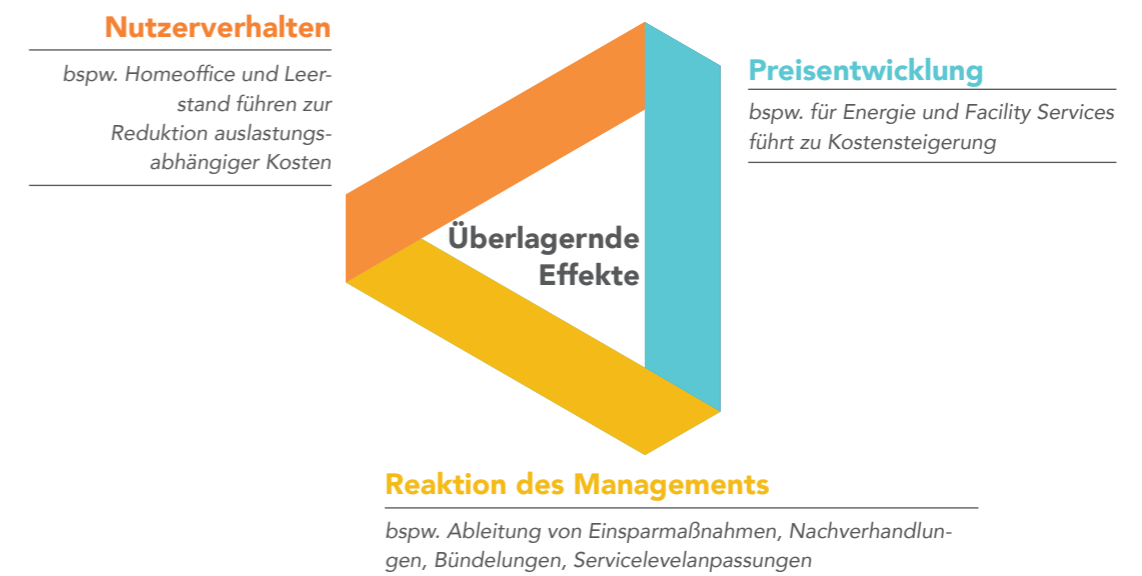 Nutzerverhalten
bspw. Homeoffice und Leer-
stand führen zur
Reduktion auslastungs-
abhängiger Kosten
Preisentwicklung
bspw. für Energie und Facility Services
führt zu Kostensteigerung
Überlagernde
Effekte
Reaktion des Managements
bspw. Ableitung von Einsparmaßnahmen, Nachverhandlun-
gen, Bündelungen, Servicelevelanpassungen